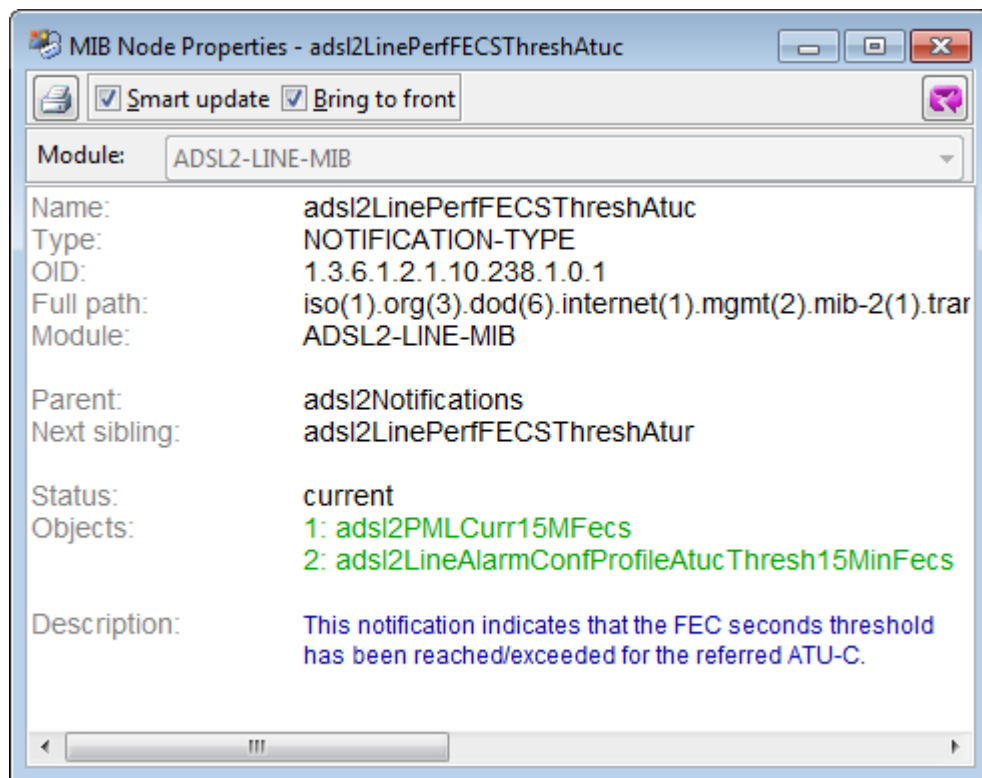 MIB Node Properties - adsl2LinePerfFECSThreshAtuc
Smart update Bring to front
Module: ADSL2-LINE-MIB
Name: adsl2LinePerfFECSThreshAtuc
Type: NOTIFICATION-TYPE
OID: 1.3.6.1.2.1.10.238.1.0.1
Full path: iso(1).org(3).dod(6).internet(1).mgmt(2).mib-2(1).trar
Module: ADSL2-LINE-MIB
Parent: adsl2Notifications
Next sibling: adsl2LinePerfFECSThreshAtur
Status: current
Objects: 1: adsl2PMLCurr15MFecs
2: adsl2LineAlarmConfProfileAtucThresh15MinFecs
Description: This notification indicates that the FEC seconds threshold
has been reached/exceeded for the referred ATU-C.